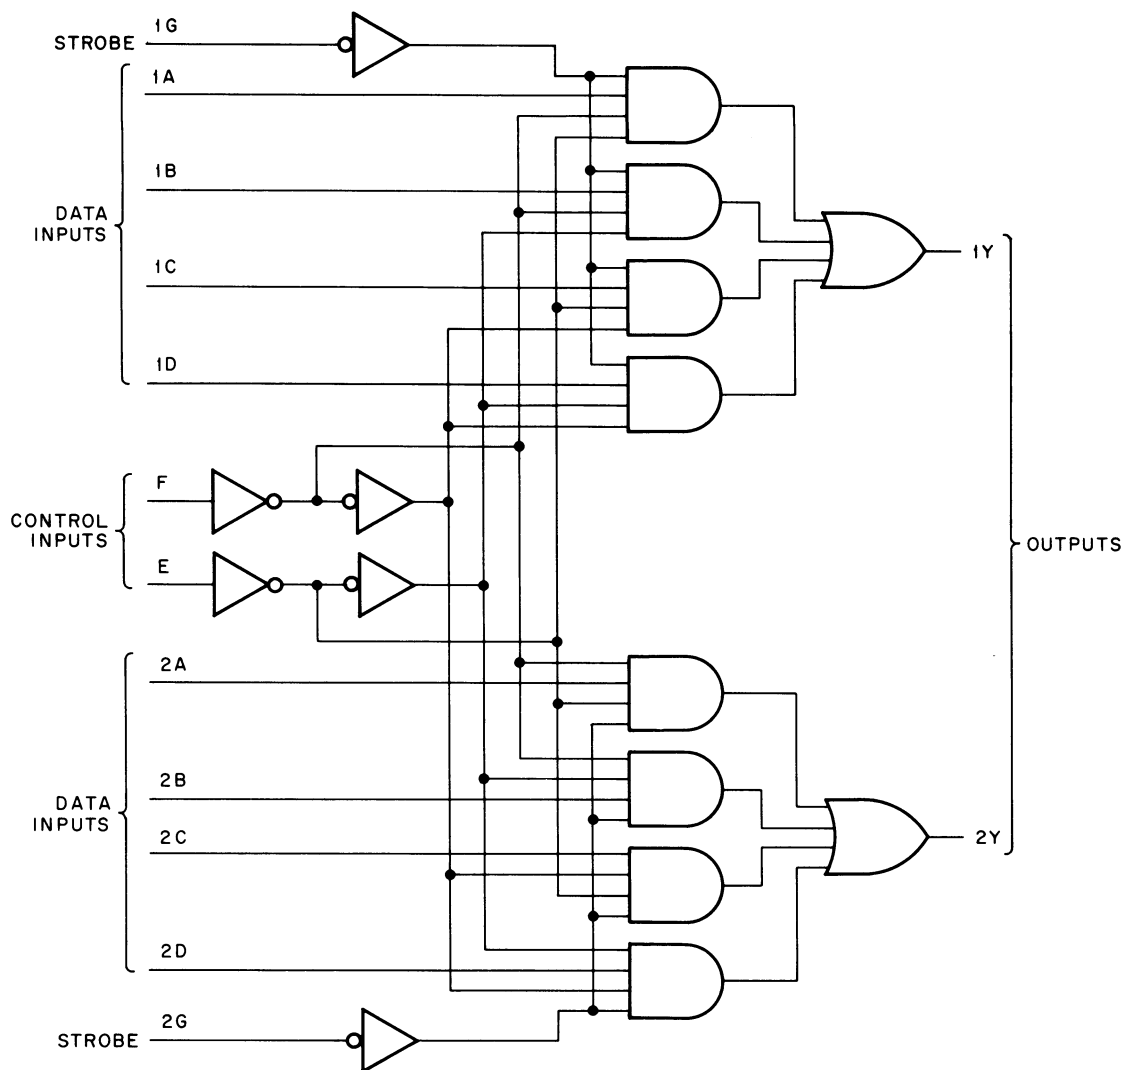 1G
STROBE
1A
1B
DATA
INPUTS
1C
1D
F
CONTROL
INPUTS
E
2A
2B
DATA
INPUTS
2C
2D
2G
STROBE
1Y
OUTPUTS
2Y